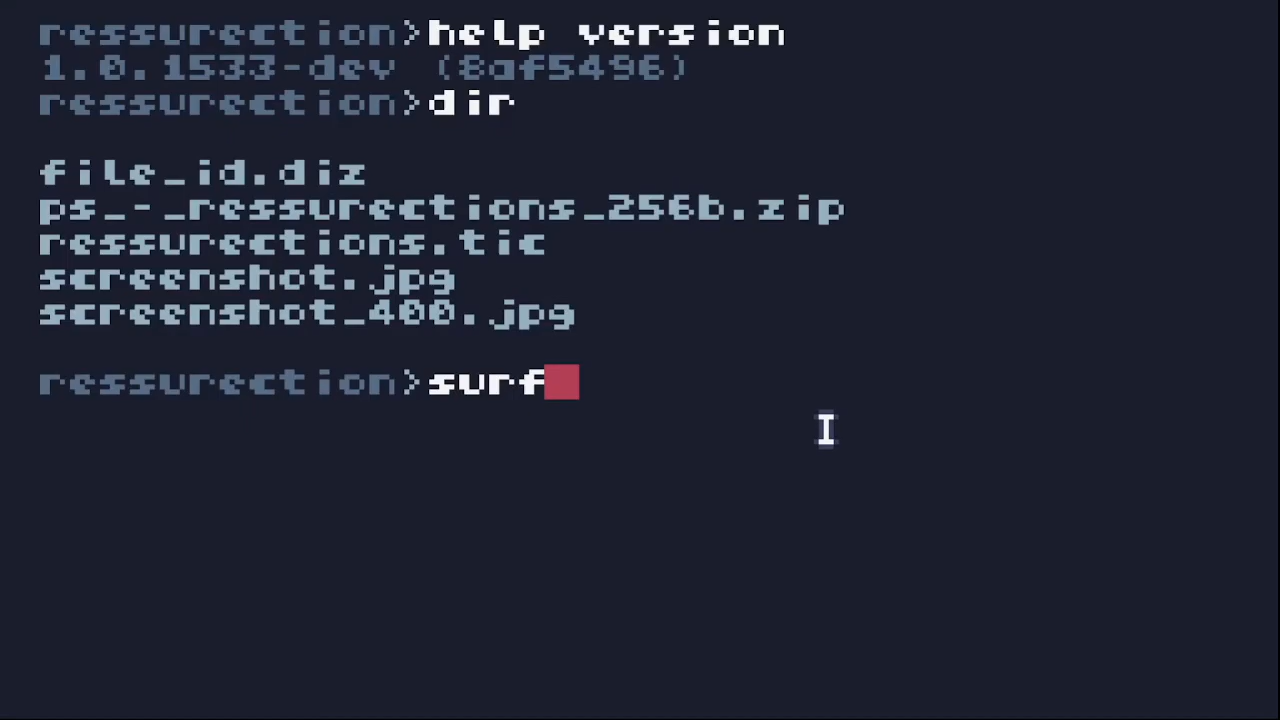 ressurection>help version
1.0.1533-dev (8af5496)
ressurection>dir
file_id.diz
ps_-_ressurections_256b.zip
ressurections.tic
screenshot.jpg
screenshot_400.jpg
ressurection>surf